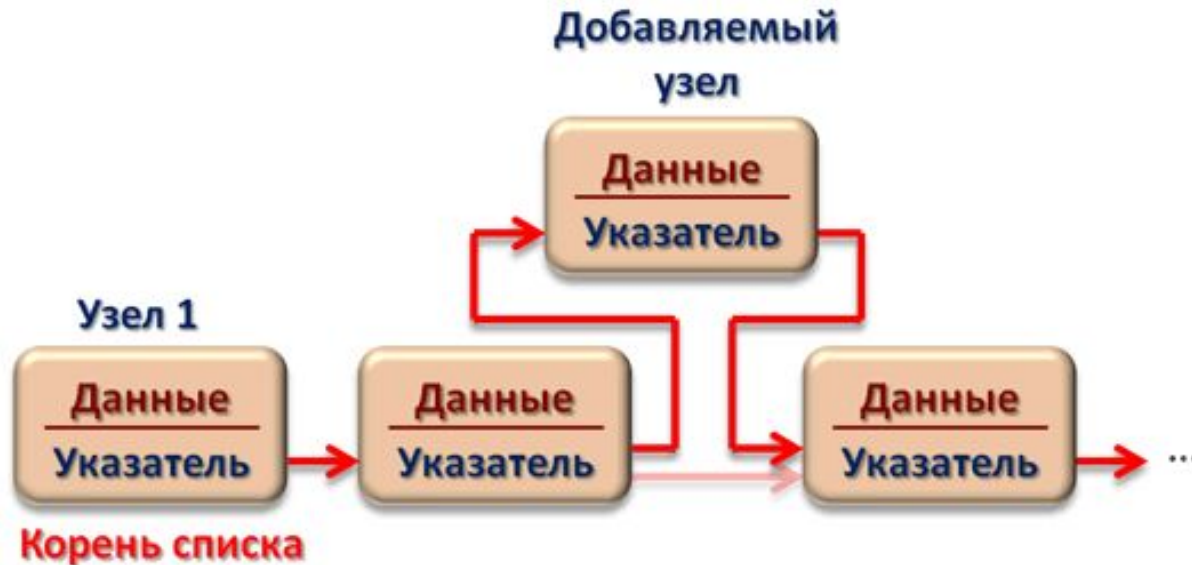 Добавляемый
узел
Данные
Указатель
Узел 1
Данные
Указатель
Данные
Указатель
Данные
Указатель
...
Корень списка